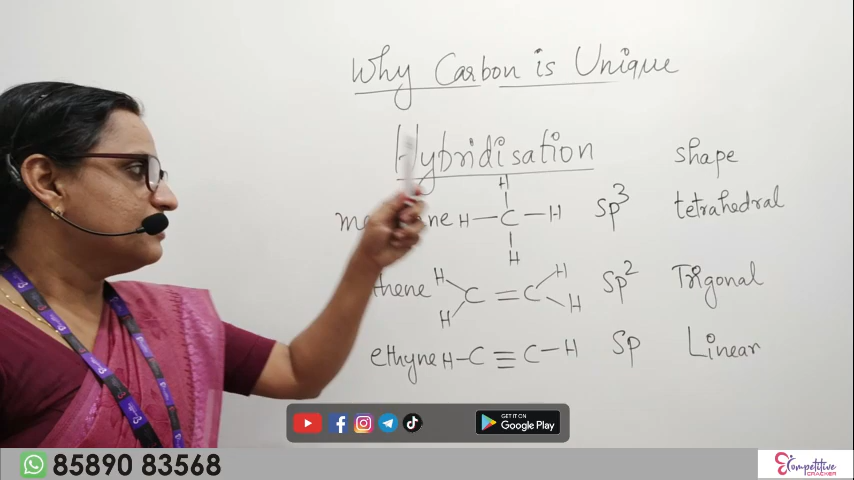 Why Carbon is Unique
Hybridisation
shape
H
H-C-H Sp³ tetrahedral
H
H H
C=C Sp² Trigonal
H H
ethyne H-C≡C-H Sp Linear
GET IT ON
Google Play
85890 83568
Competitive
CRACKER